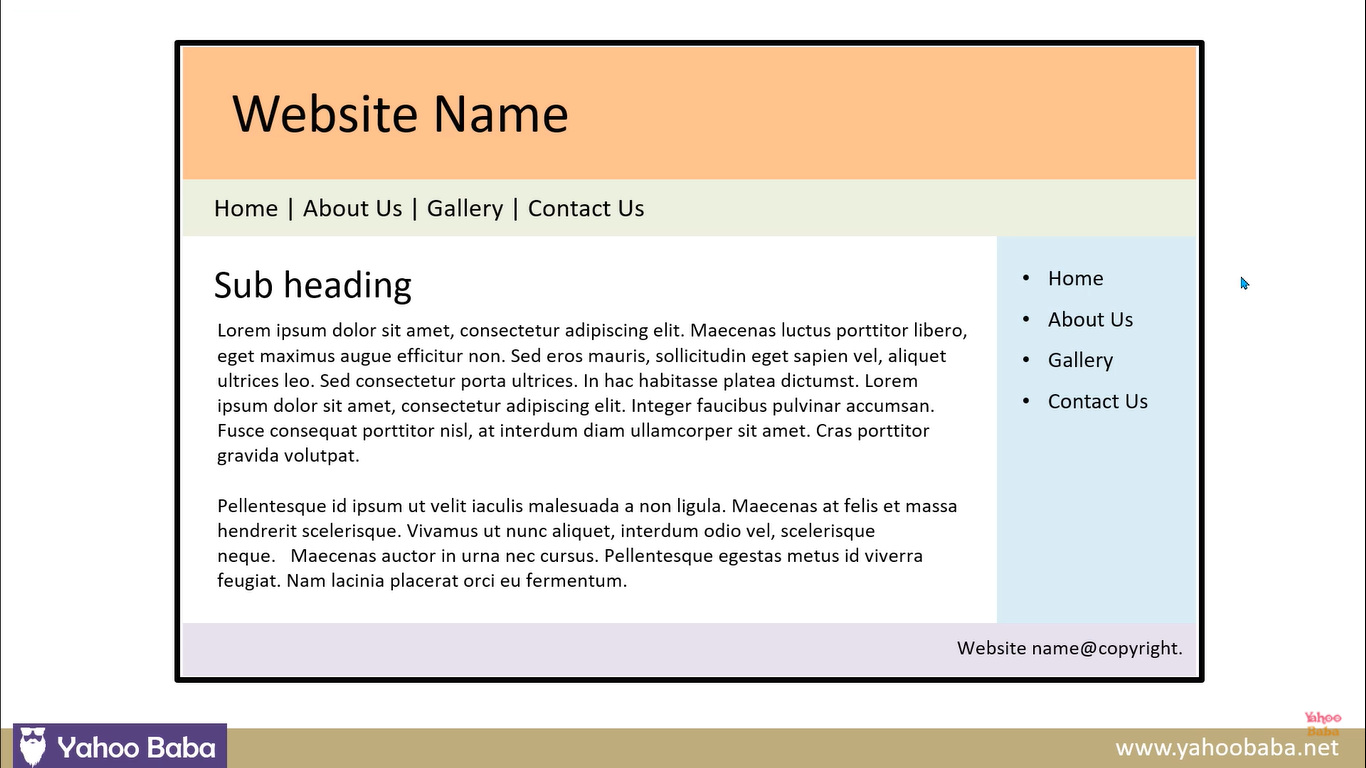 Website Name
Home | About Us | Gallery | Contact Us
Sub heading
Lorem ipsum dolor sit amet, consectetur adipiscing elit. Maecenas luctus porttitor libero,
eget maximus augue efficitur non. Sed eros mauris, sollicitudin eget sapien vel, aliquet
ultrices leo. Sed consectetur porta ultrices. In hac habitasse platea dictumst. Lorem
ipsum dolor sit amet, consectetur adipiscing elit. Integer faucibus pulvinar accumsan.
Fusce consequat porttitor nisl, at interdum diam ullamcorper sit amet. Cras porttitor
gravida volutpat.
Pellentesque id ipsum ut velit iaculis malesuada a non ligula. Maecenas at felis et massa
hendrerit scelerisque. Vivamus ut nunc aliquet, interdum odio vel, scelerisque
neque.   Maecenas auctor in urna nec cursus. Pellentesque egestas metus id viverra
feugiat. Nam lacinia placerat orci eu fermentum.
• Home
• About Us
• Gallery
• Contact Us
Website name@copyright.
Yahoo Baba
Yahoo
Baba
www.yahoobaba.net